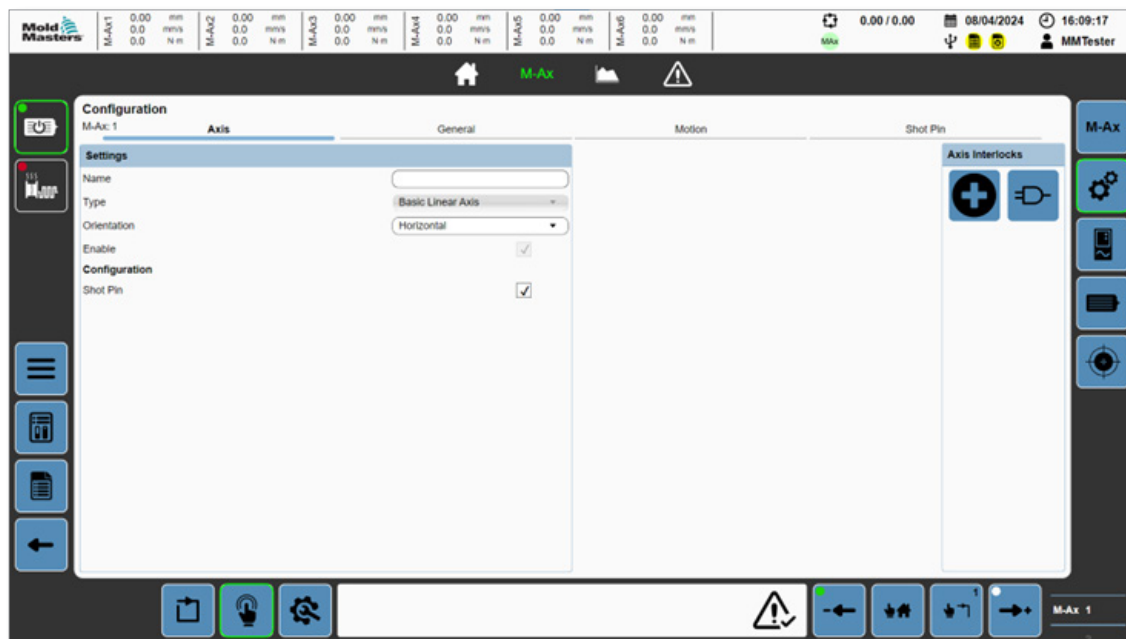 Mold Masters
M-Ax1 0.00 mm 0.0 mm/s 0.0 N·m
M-Ax2 0.00 mm 0.0 mm/s 0.0 N·m
M-Ax3 0.00 mm 0.0 mm/s 0.0 N·m
M-Ax4 0.00 mm 0.0 mm/s 0.0 N·m
M-Ax5 0.00 mm 0.0 mm/s 0.0 N·m
M-Ax6 0.00 mm 0.0 mm/s 0.0 N·m
0.00 / 0.00
MAx
08/04/2024 16:09:17
MMTester
M-Ax
Configuration
M-Ax: 1
Axis General Motion Shot Pin
M-Ax
Settings
Name
Type Basic Linear Axis
Orientation Horizontal
Enable
Configuration
Shot Pin
Axis Interlocks
1
M-Ax 1